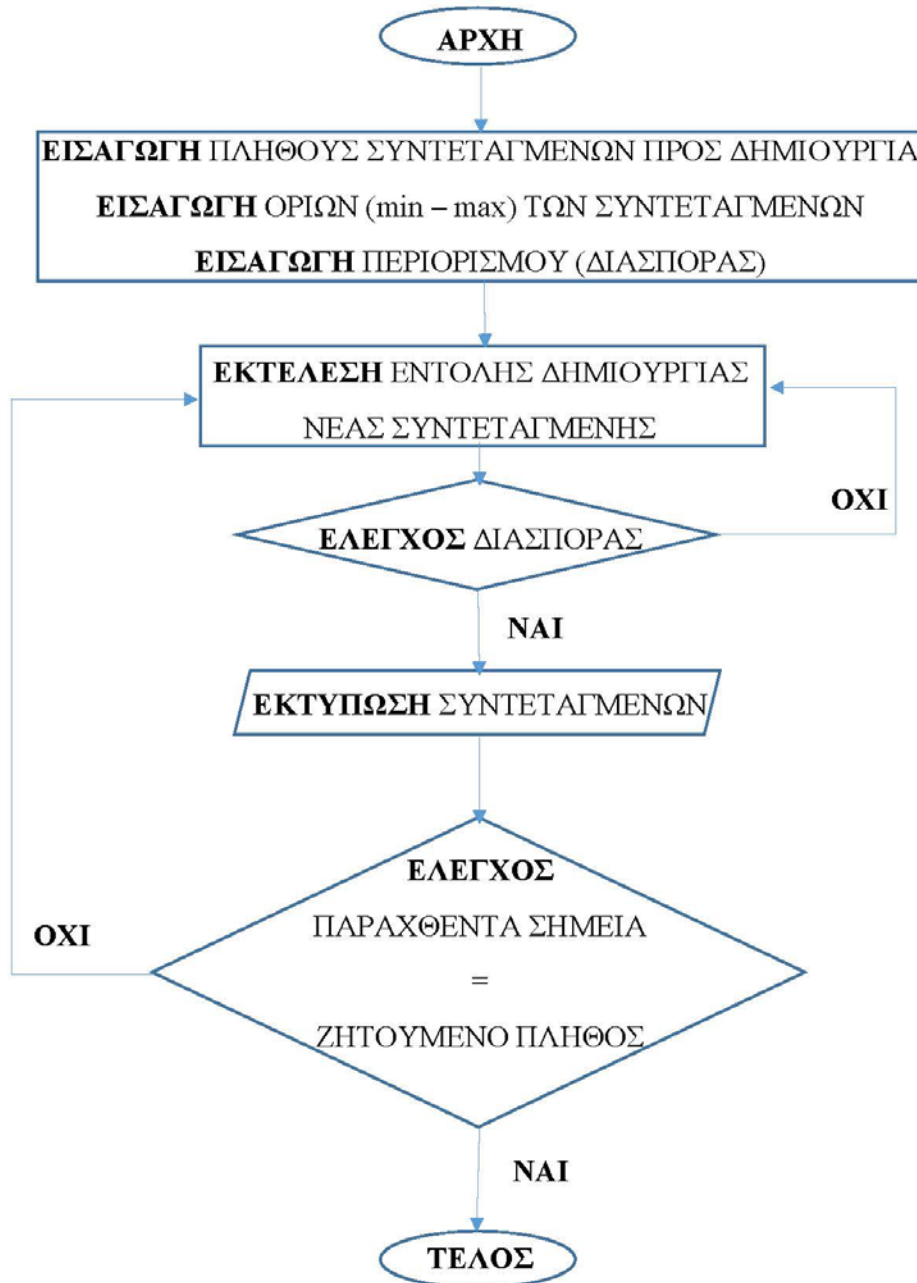 ΑΡΧΗ
ΕΙΣΑΓΩΓΗ ΠΛΗΘΟΥΣ ΣΥΝΤΕΤΑΓΜΕΝΩΝ ΠΡΟΣ ΔΗΜΙΟΥΡΓΙΑ
ΕΙΣΑΓΩΓΗ ΟΡΙΩΝ (min – max) ΤΩΝ ΣΥΝΤΕΤΑΓΜΕΝΩΝ
ΕΙΣΑΓΩΓΗ ΠΕΡΙΟΡΙΣΜΟΥ (ΔΙΑΣΠΟΡΑΣ)
ΕΚΤΕΛΕΣΗ ΕΝΤΟΛΗΣ ΔΗΜΙΟΥΡΓΙΑΣ
ΝΕΑΣ ΣΥΝΤΕΤΑΓΜΕΝΗΣ
ΟΧΙ
ΕΛΕΓΧΟΣ ΔΙΑΣΠΟΡΑΣ
ΝΑΙ
ΕΚΤΥΠΩΣΗ ΣΥΝΤΕΤΑΓΜΕΝΩΝ
ΕΛΕΓΧΟΣ
ΟΧΙ
ΠΑΡΑΧΘΕΝΤΑ ΣΗΜΕΙΑ
=
ΖΗΤΟΥΜΕΝΟ ΠΛΗΘΟΣ
ΝΑΙ
ΤΕΛΟΣ